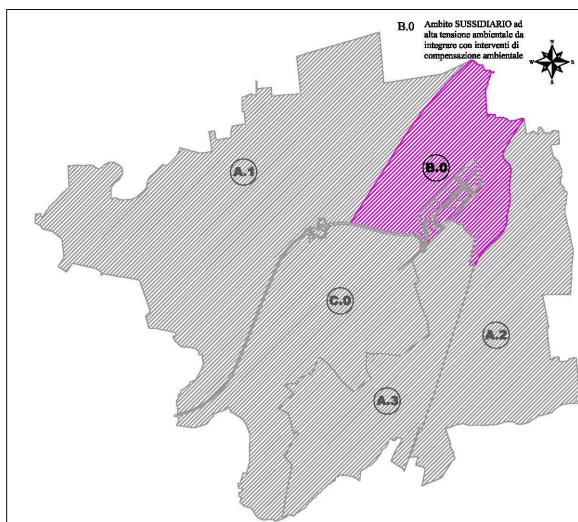 B.0 Ambito SUSSIDIARIO ad
alta tensione ambientale da
integrare con interventi di
compensazione ambientale
N
W
S
A.1
B.0
C.0
A.2
A.3